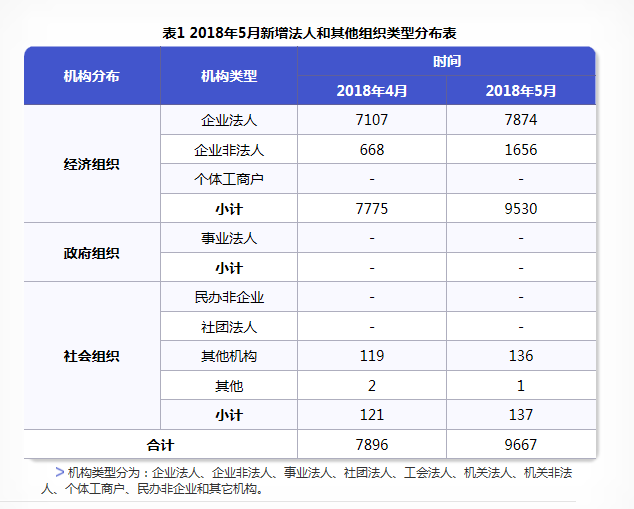 表1 2018年5月新增法人和其他组织类型分布表
机构分布 机构类型 时间
2018年4月 2018年5月
经济组织 企业法人 7107 7874
企业非法人 668 1656
个体工商户 - -
小计 7775 9530
政府组织 事业法人 - -
小计 - -
社会组织 民办非企业 - -
社团法人 - -
其他机构 119 136
其他 2 1
小计 121 137
合计 7896 9667
> 机构类型分为：企业法人、企业非法人、事业法人、社团法人、工会法人、机关法人、机关非法
人、个体工商户、民办非企业和其它机构。